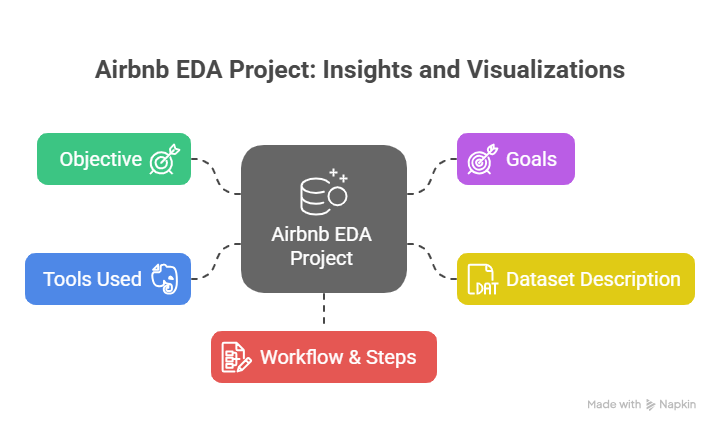 Airbnb EDA Project: Insights and Visualizations
Objective
Goals
Airbnb EDA
Project
Tools Used
DAT
Dataset Description
Workflow & Steps
Made with Napkin